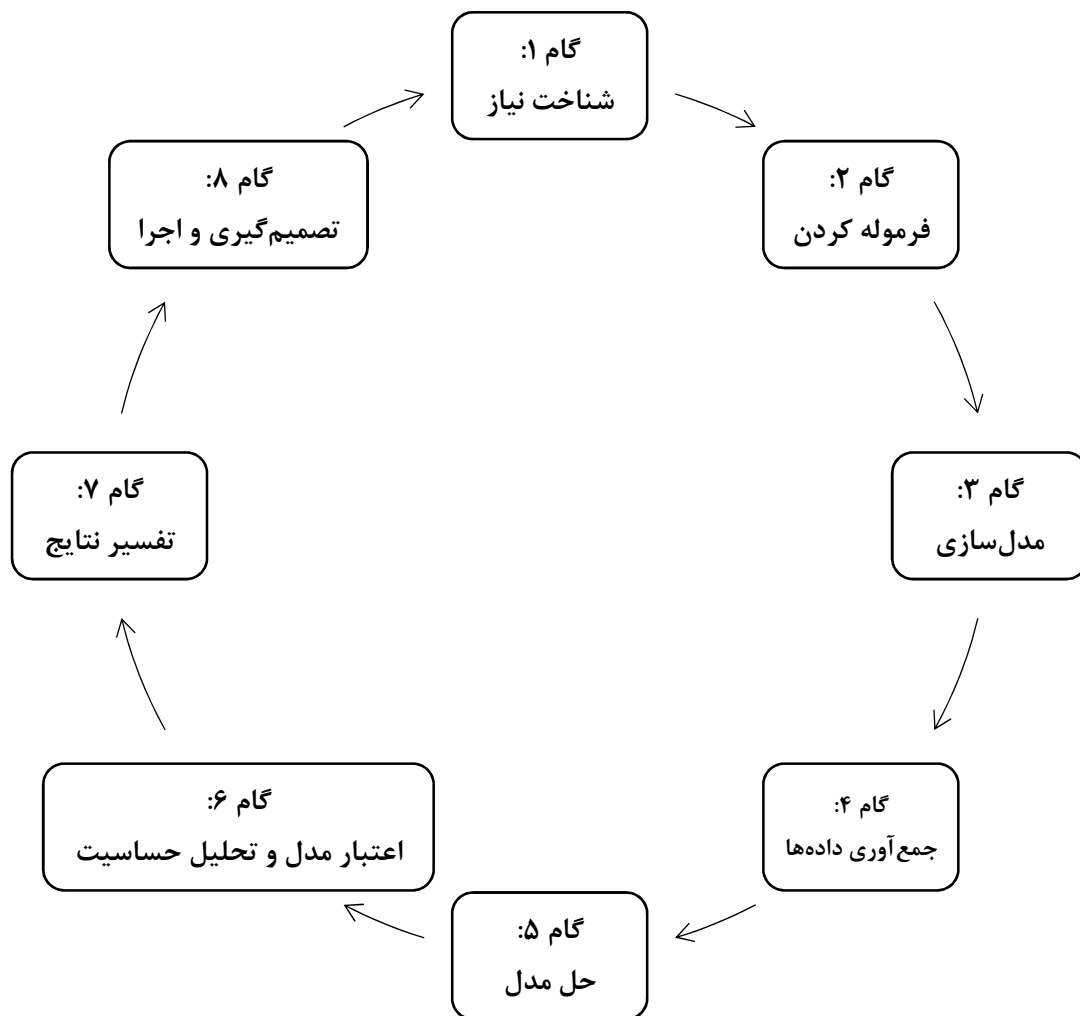 گام ۱:
شناخت نیاز
گام ۲:
فرموله کردن
گام ۳:
مدل‌سازی
گام ۴:
جمع‌آوری داده‌ها
گام ۵:
حل مدل
گام ۶:
اعتبار مدل و تحلیل حساسیت
گام ۷:
تفسیر نتایج
گام ۸:
تصمیم‌گیری و اجرا